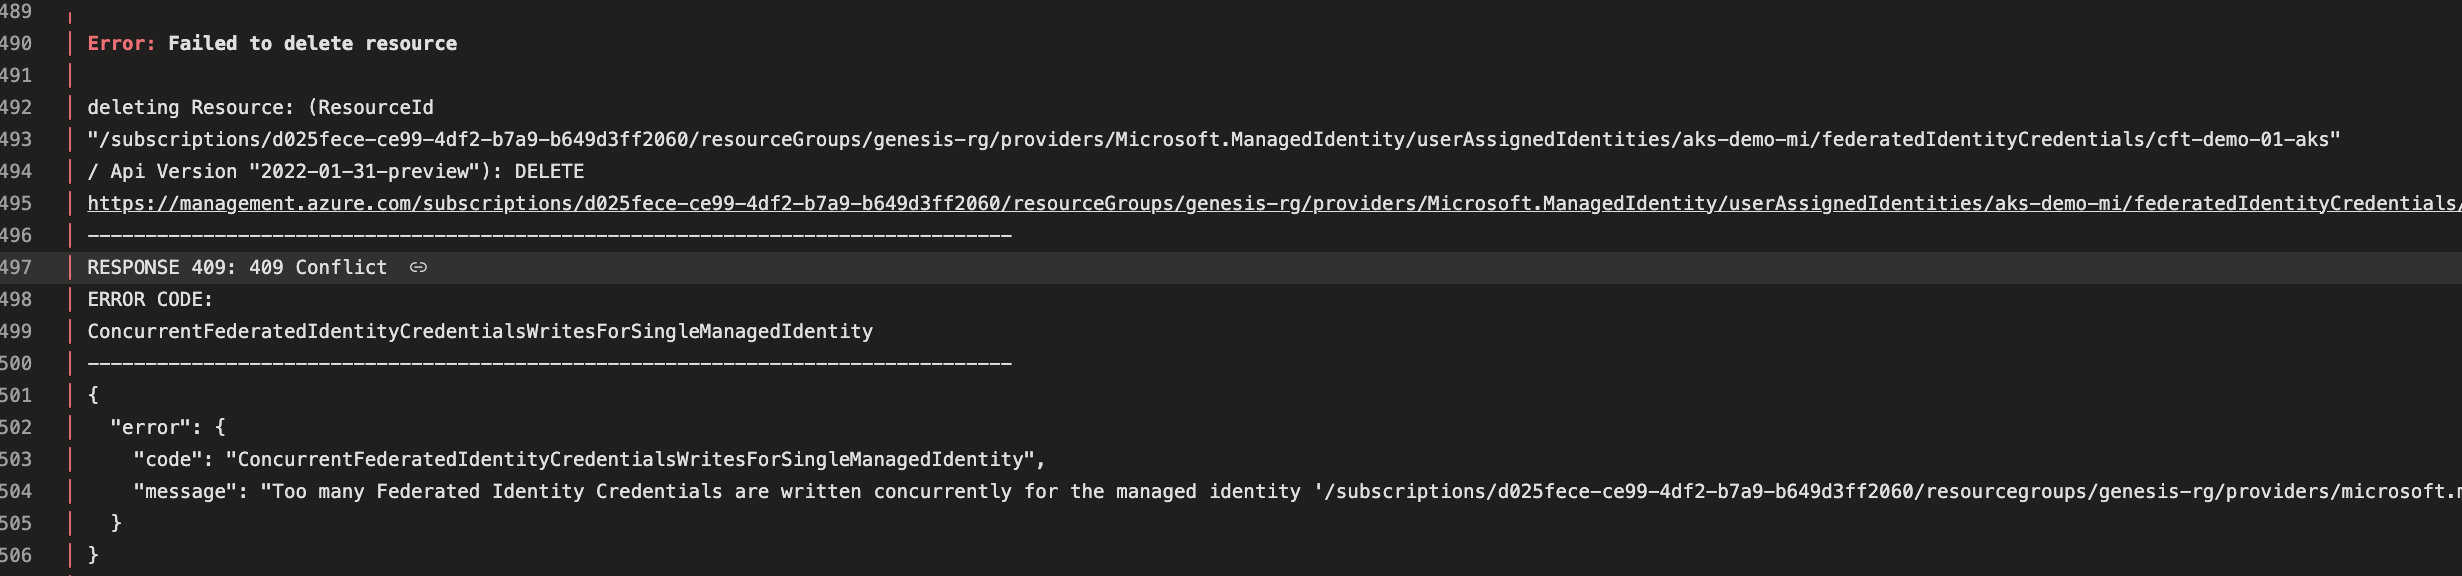 489
490 Error: Failed to delete resource
491
492 deleting Resource: (ResourceId
493 "/subscriptions/d025fece-ce99-4df2-b7a9-b649d3ff2060/resourceGroups/genesis-rg/providers/Microsoft.ManagedIdentity/userAssignedIdentities/aks-demo-mi/federatedIdentityCredentials/cft-demo-01-aks"
494 / Api Version "2022-01-31-preview"): DELETE
495 https://management.azure.com/subscriptions/d025fece-ce99-4df2-b7a9-b649d3ff2060/resourceGroups/genesis-rg/providers/Microsoft.ManagedIdentity/userAssignedIdentities/aks-demo-mi/federatedIdentityCredentials/
496 --------------------------------------------------------------------------------
497 RESPONSE 409: 409 Conflict
498 ERROR CODE:
499 ConcurrentFederatedIdentityCredentialsWritesForSingleManagedIdentity
500 --------------------------------------------------------------------------------
501 {
502 "error": {
503 "code": "ConcurrentFederatedIdentityCredentialsWritesForSingleManagedIdentity",
504 "message": "Too many Federated Identity Credentials are written concurrently for the managed identity '/subscriptions/d025fece-ce99-4df2-b7a9-b649d3ff2060/resourcegroups/genesis-rg/providers/microsoft.
505 }
506 }